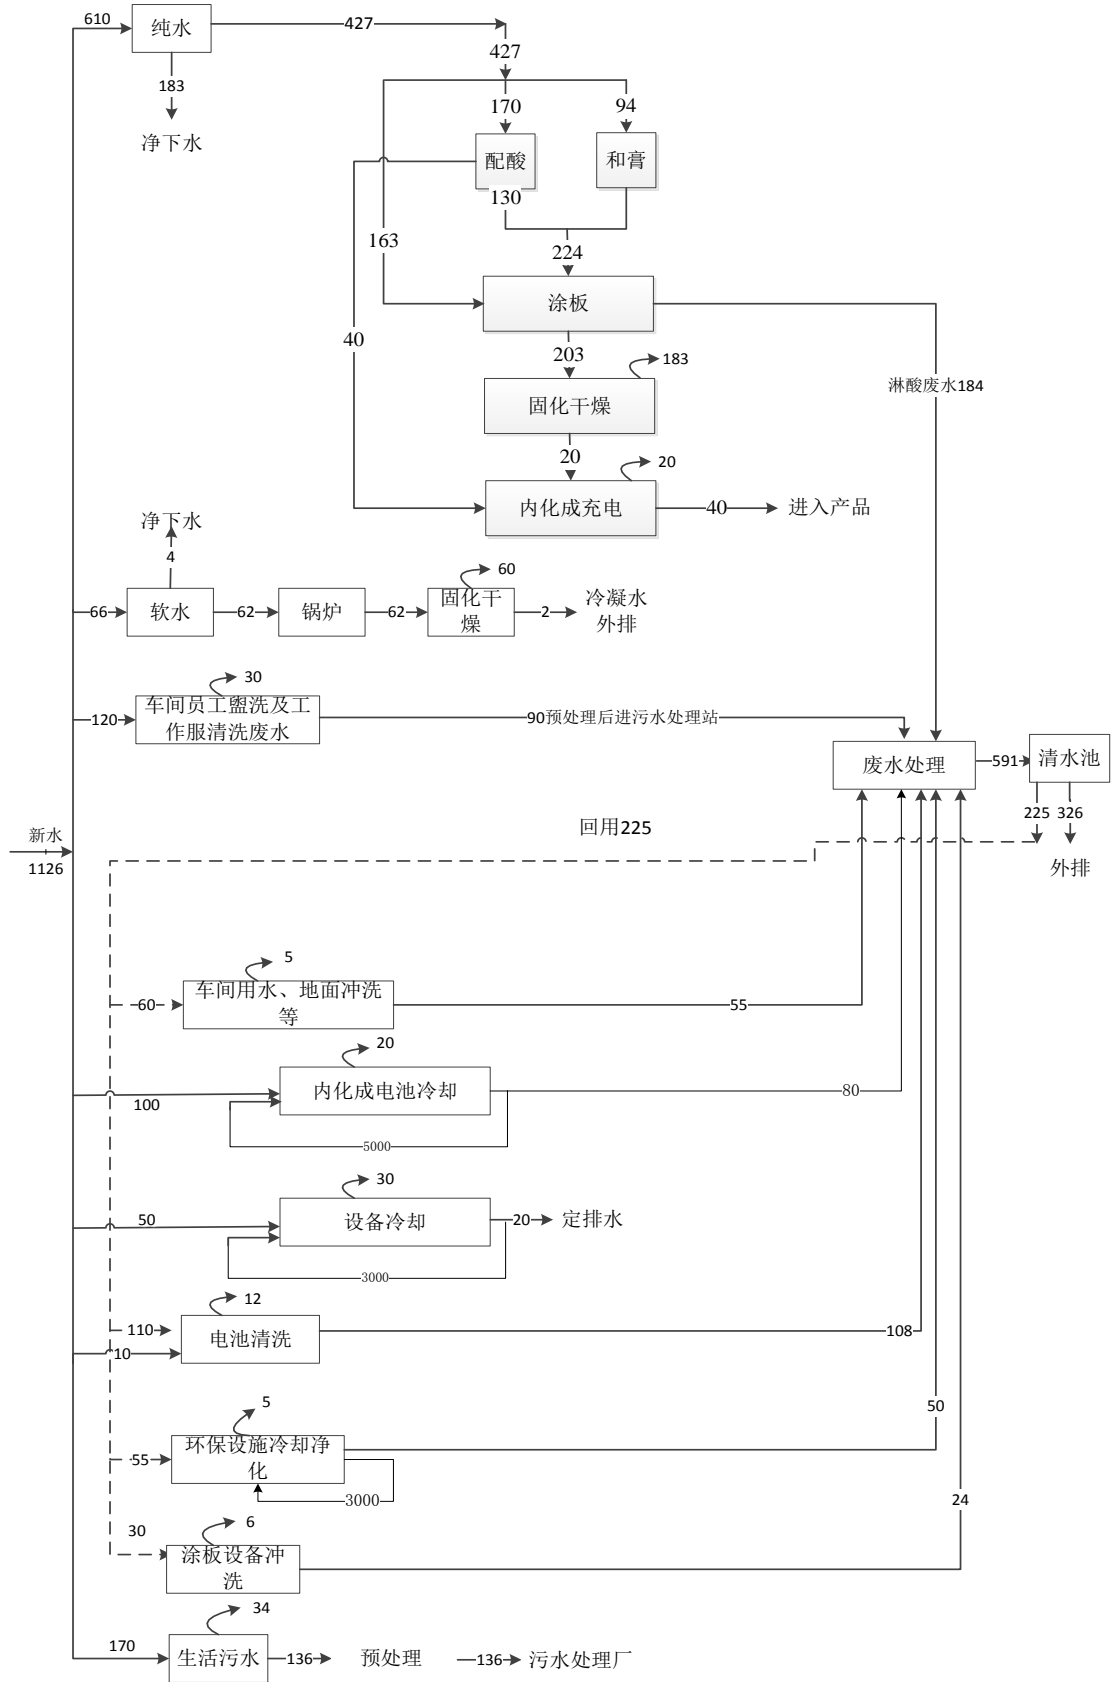 610
纯水
427
427
183
净下水
170
94
配酸
和膏
130
163
224
涂板
40
203
183
淋酸废水184
固化干燥
20
20
内化成充电
40
进入产品
净下水
4
60
66
软水
62
锅炉
62
固化干
燥
2
冷凝水
外排
30
120
车间员工盥洗及工
作服清洗废水
90预处理后进污水处理站
废水处理
591
清水池
225
326
外排
回用225
新水
1126
5
60
车间用水、地面冲洗
等
55
20
100
内化成电池冷却
80
5000
30
50
设备冷却
20
定排水
3000
12
110
电池清洗
108
10
5
50
55
环保设施冷却净
化
3000
24
6
30
涂板设备冲
洗
34
170
生活污水
136
预处理
136
污水处理厂